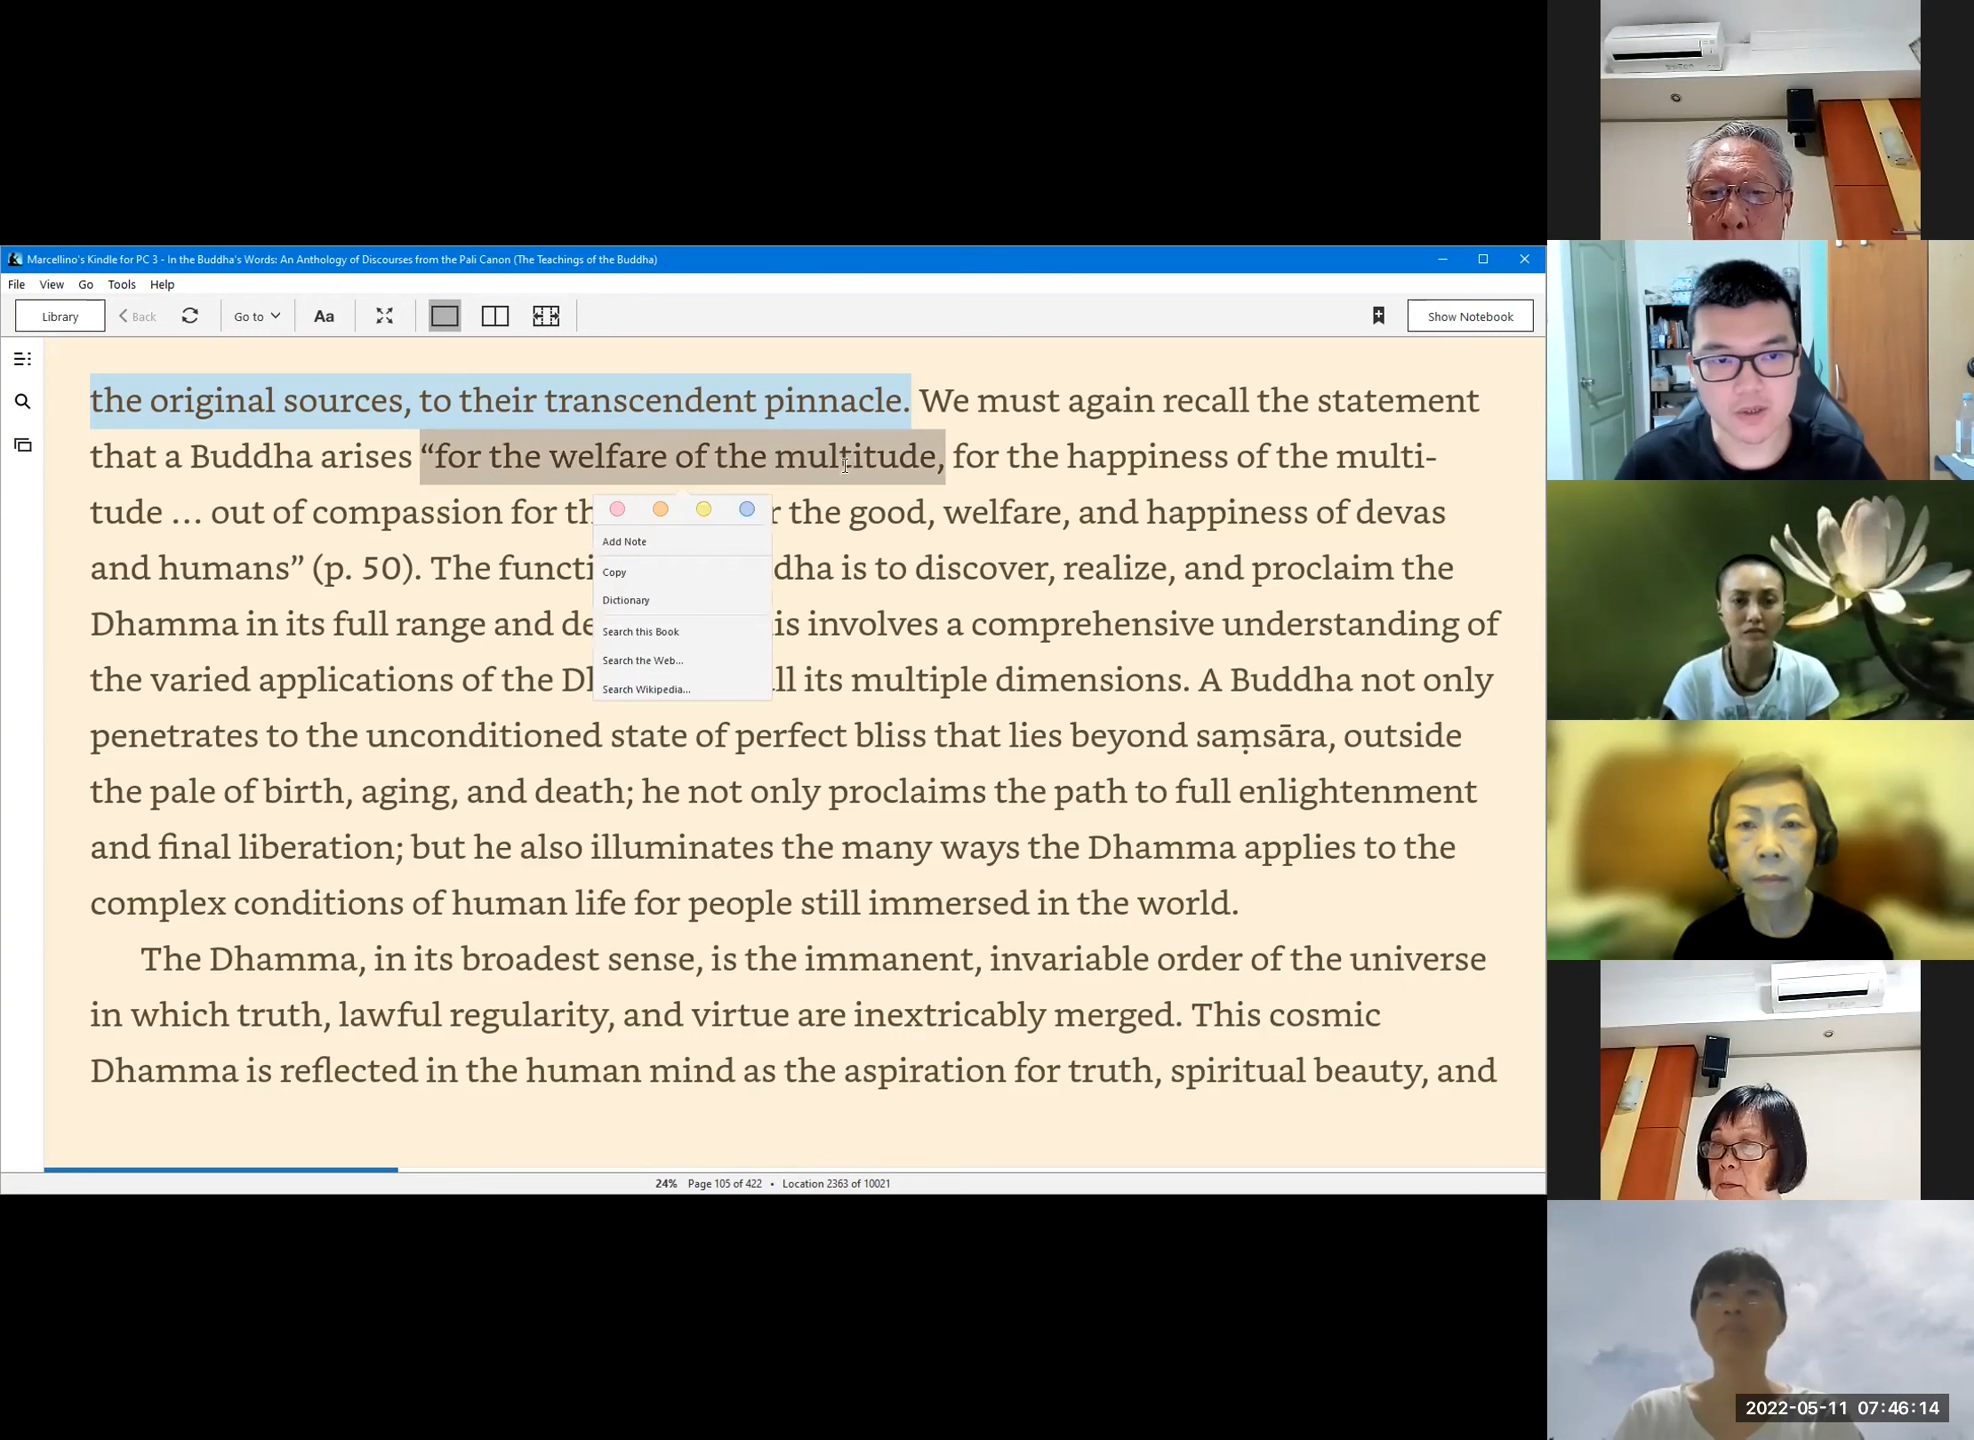 Marcellino's Kindle for PC 3 - In the Buddha's Words: An Anthology of Discourses from the Pali Canon (The Teachings of the Buddha)
File View Go Tools Help
Library Back Go to Aa Show Notebook
the original sources, to their transcendent pinnacle. We must again recall the statement
that a Buddha arises “for the welfare of the multitude, for the happiness of the multi-
tude … out of compassion for th r the good, welfare, and happiness of devas
and humans” (p. 50). The functi dha is to discover, realize, and proclaim the
Dhamma in its full range and de is involves a comprehensive understanding of
the varied applications of the Dh ll its multiple dimensions. A Buddha not only
penetrates to the unconditioned state of perfect bliss that lies beyond saṃsāra, outside
the pale of birth, aging, and death; he not only proclaims the path to full enlightenment
and final liberation; but he also illuminates the many ways the Dhamma applies to the
complex conditions of human life for people still immersed in the world.
The Dhamma, in its broadest sense, is the immanent, invariable order of the universe
in which truth, lawful regularity, and virtue are inextricably merged. This cosmic
Dhamma is reflected in the human mind as the aspiration for truth, spiritual beauty, and
Add Note
Copy
Dictionary
Search this Book
Search the Web...
Search Wikipedia...
24% Page 105 of 422 • Location 2363 of 10021
2022-05-11 07:46:14